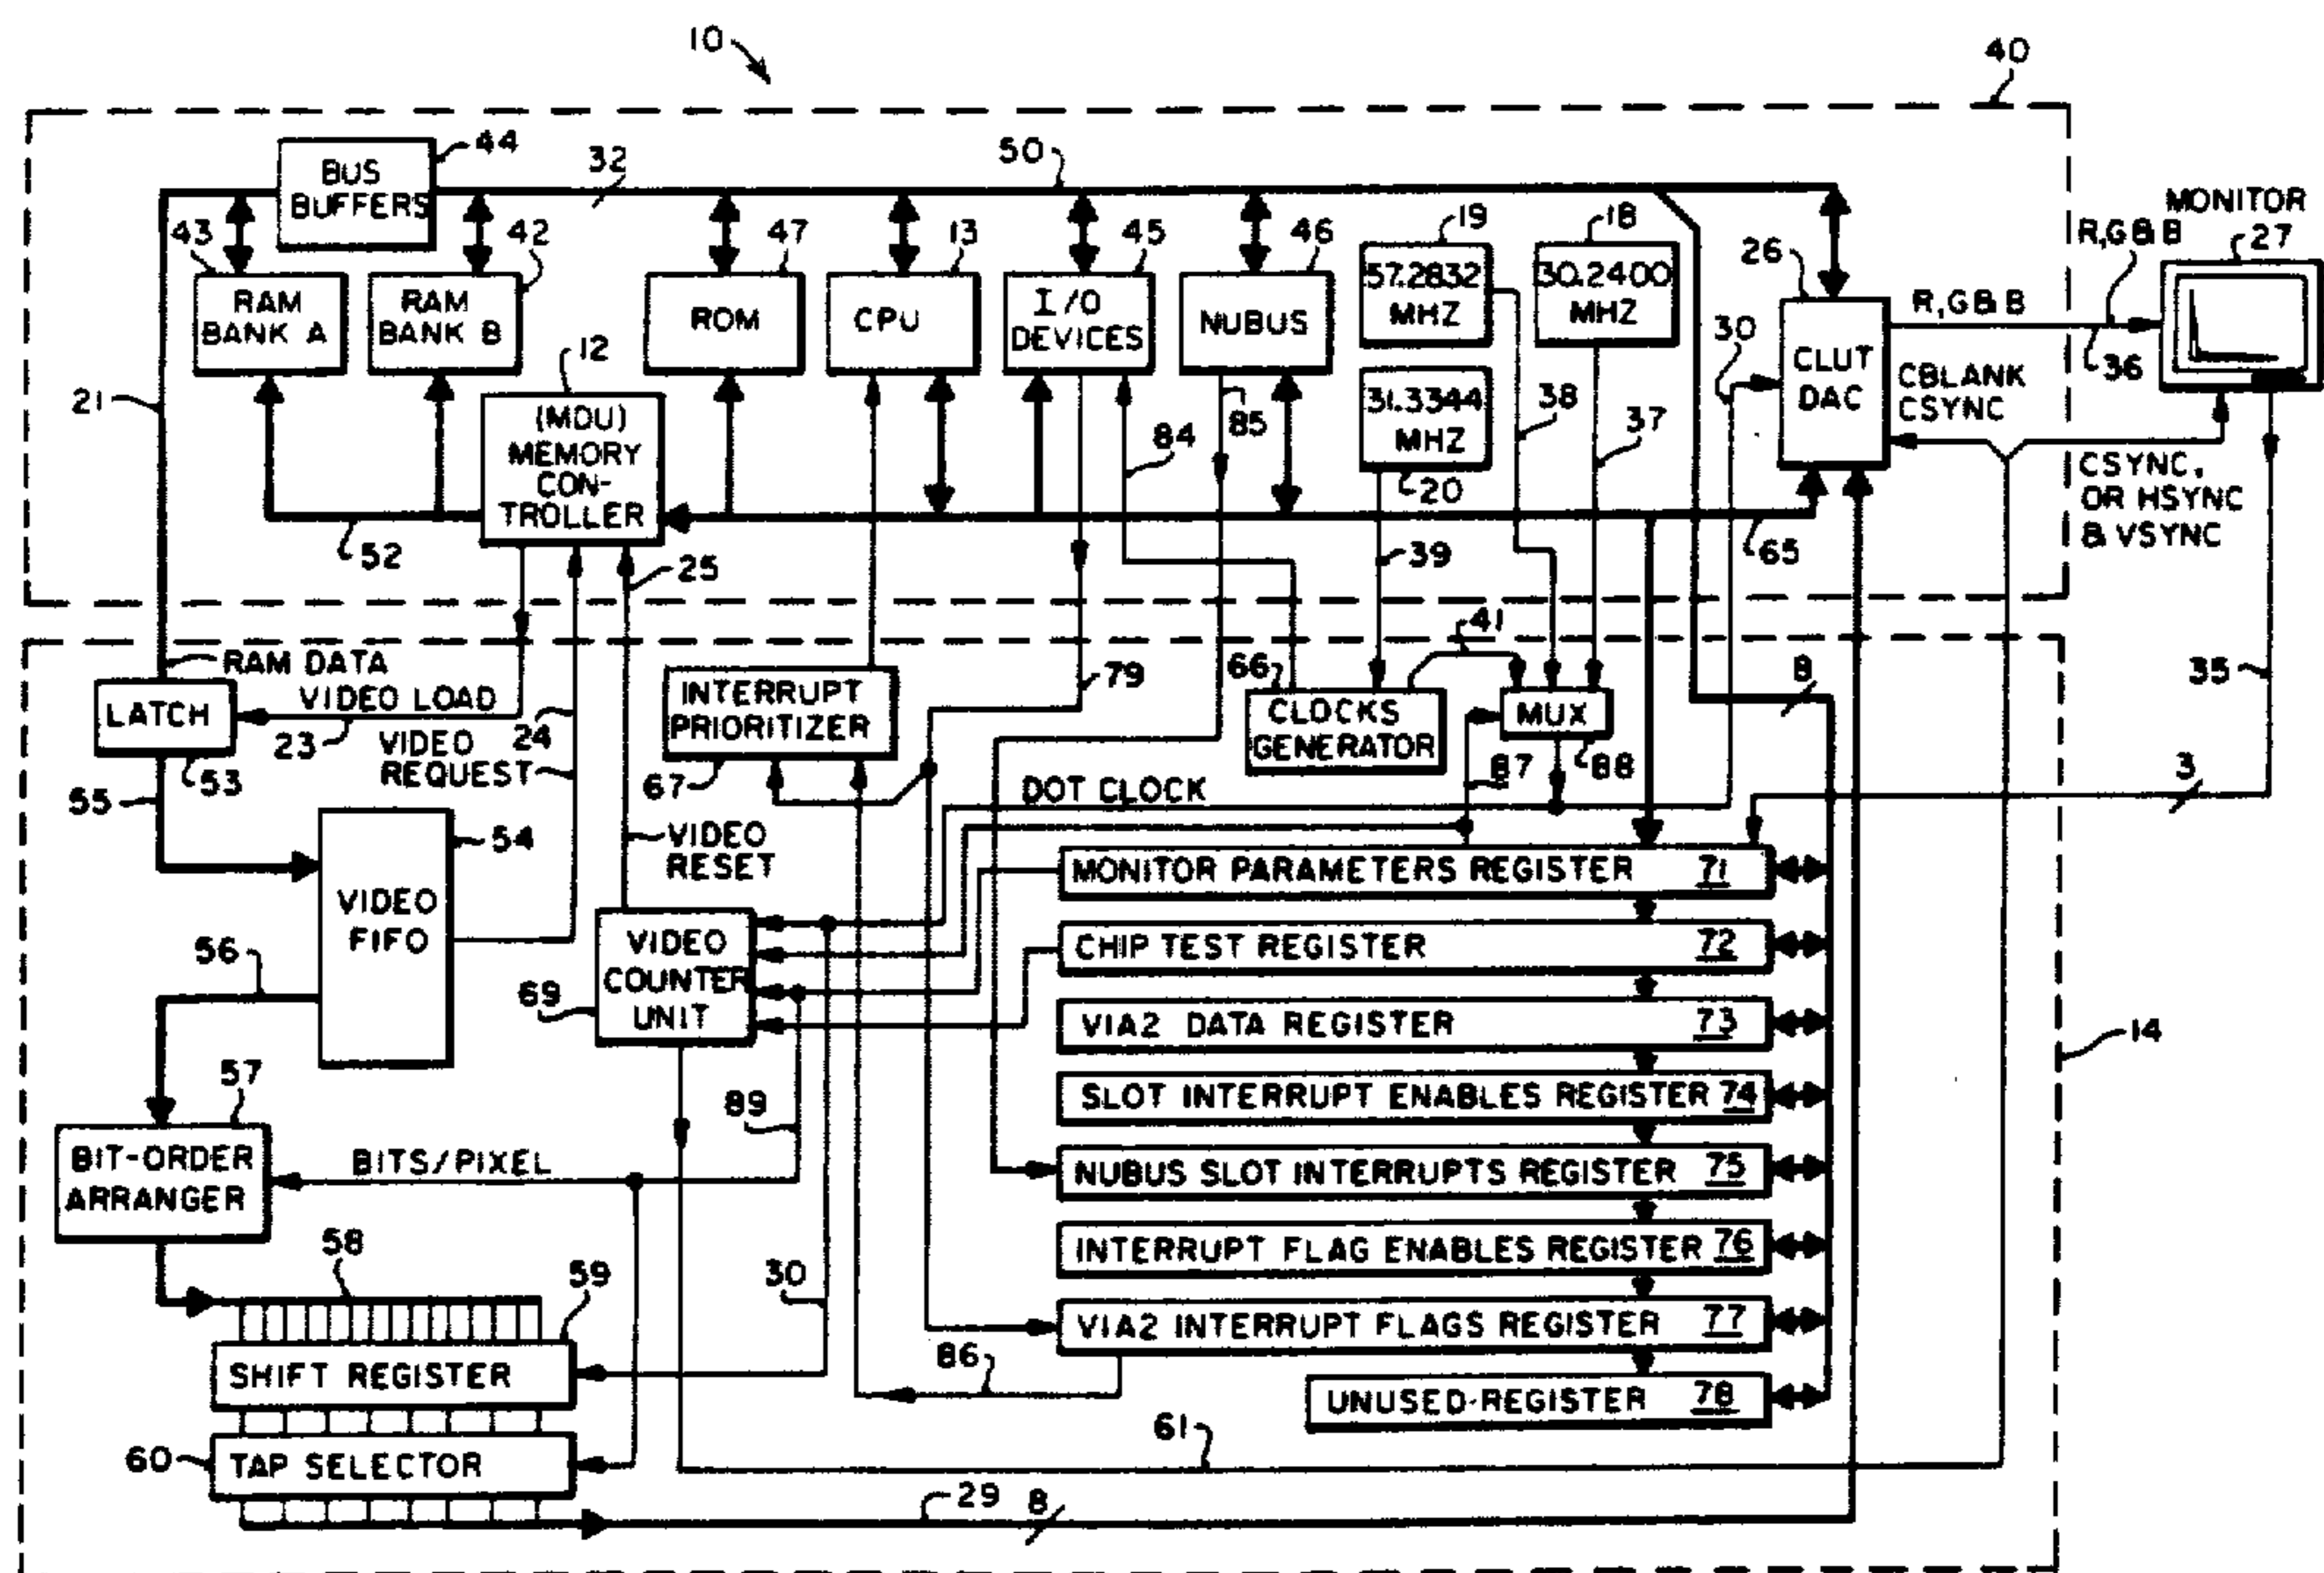 10
40
44
BUS
BUFFERS
32
50
43
42
47
13
45
46
19
18
26
MONITOR
27
R,G&B
RAM
BANK A
RAM
BANK B
ROM
CPU
I/O
DEVICES
NUBUS
57.2832
MHZ
30.2400
MHZ
R,G&B
36
30
CLUT
DAC
CBLANK
CSYNC
21
12
(MDU)
MEMORY
CON-
TROLLER
31.3344
MHZ
20
38
37
84
85
CSYNC,
OR HSYNC
& VSYNC
52
25
39
65
RAM DATA
LATCH
VIDEO LOAD
23
53
24
VIDEO
REQUEST
INTERRUPT
PRIORITIZER
67
79
66
41
CLOCKS
GENERATOR
MUX
88
87
8
35
3
55
54
VIDEO
FIFO
VIDEO
RESET
DOT CLOCK
56
69
VIDEO
COUNTER
UNIT
MONITOR PARAMETERS REGISTER 71
CHIP TEST REGISTER 72
VIA2 DATA REGISTER 73
SLOT INTERRUPT ENABLES REGISTER 74
NUBUS SLOT INTERRUPTS REGISTER 75
INTERRUPT FLAG ENABLES REGISTER 76
VIA2 INTERRUPT FLAGS REGISTER 77
UNUSED-REGISTER 78
14
57
BIT-ORDER
ARRANGER
BITS/PIXEL
89
58
59
30
SHIFT REGISTER
86
60
TAP SELECTOR
61
29
8